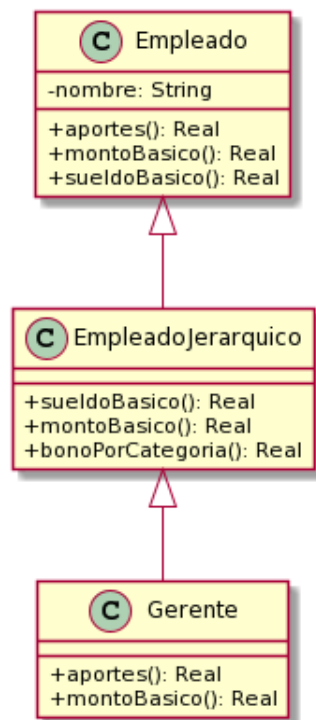 C Empleado
-nombre: String
+aportes(): Real
+montoBasico(): Real
+sueldoBasico(): Real
C EmpleadoJerarquico
+sueldoBasico(): Real
+montoBasico(): Real
+bonoPorCategoria(): Real
C Gerente
+aportes(): Real
+montoBasico(): Real